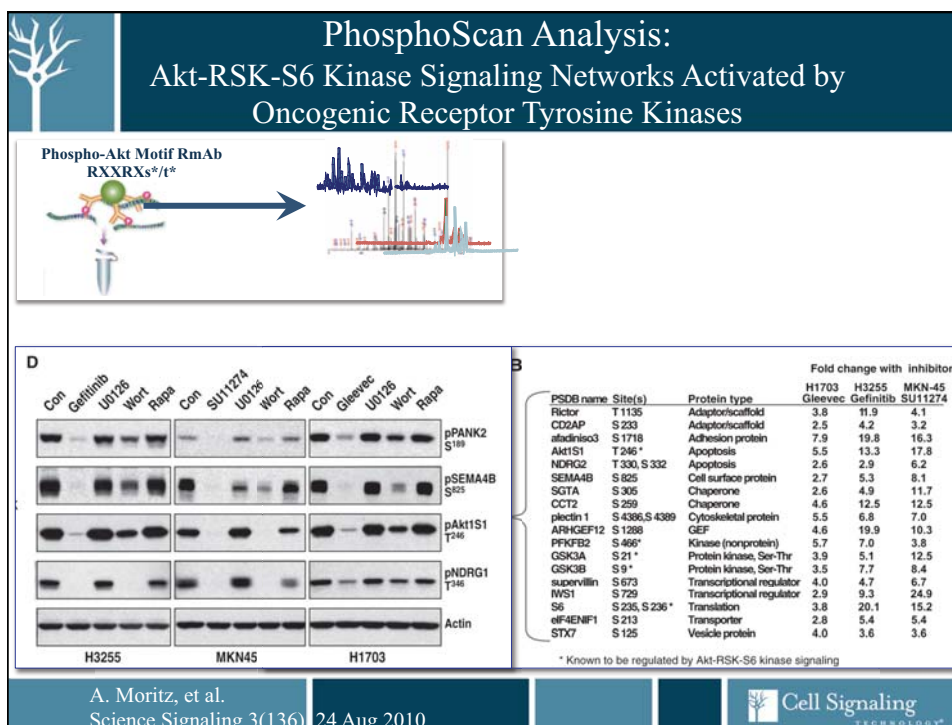 PhosphoScan Analysis:
Akt-RSK-S6 Kinase Signaling Networks Activated by
Oncogenic Receptor Tyrosine Kinases
Phospho-Akt Motif RmAb
RXXRXs*/t*
D
Con Gefitinib U0126 Wort Rapa Con SU11274 U0126 Wort Rapa Con Gleevec U0126 Wort Rapa
pPANK2
S189
pSEMA4B
S825
pAkt1S1
T246
pNDRG1
T346
Actin
H3255 MKN45 H1703
B
Fold change with inhibitor
H1703 H3255 MKN-45
PSDB name Site(s) Protein type Gleevec Gefitinib SU11274
Rictor T 1135 Adaptor/scaffold 3.8 11.9 4.1
CD2AP S 233 Adaptor/scaffold 2.5 4.2 3.2
afadiniso3 S 1718 Adhesion protein 7.9 19.8 16.3
Akt1S1 T 246 * Apoptosis 5.5 13.3 17.8
NDRG2 T 330, S 332 Apoptosis 2.6 2.9 6.2
SEMA4B S 825 Cell surface protein 2.7 5.3 8.1
SGTA S 305 Chaperone 2.6 4.9 11.7
CCT2 S 259 Chaperone 4.6 12.5 12.5
plectin 1 S 4386,S 4389 Cytoskeletal protein 5.5 6.8 7.0
ARHGEF12 S 1288 GEF 4.6 19.9 10.3
PFKFB2 S 466* Kinase (nonprotein) 5.7 7.0 3.8
GSK3A S 21 * Protein kinase, Ser-Thr 3.9 5.1 12.5
GSK3B S 9 * Protein kinase, Ser-Thr 3.5 7.7 8.4
supervillin S 673 Transcriptional regulator 4.0 4.7 6.7
IWS1 S 729 Transcriptional regulator 2.9 9.3 24.9
S6 S 235, S 236 * Translation 3.8 20.1 15.2
eIF4ENIF1 S 213 Transporter 2.8 5.4 5.4
STX7 S 125 Vesicle protein 4.0 3.6 3.6
* Known to be regulated by Akt-RSK-S6 kinase signaling
A. Moritz, et al.
Science Signaling 3(136) 24 Aug 2010
Cell Signaling
TECHNOLOGY®